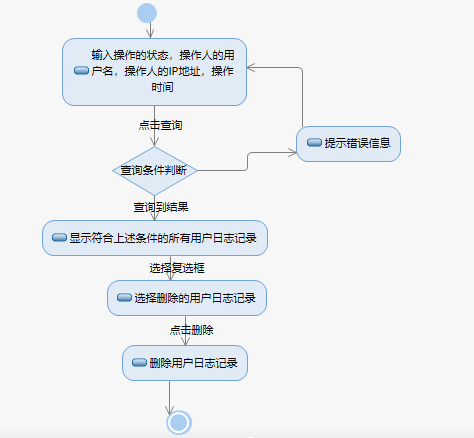 输入操作的状态，操作人的用
户名，操作人的IP地址，操作
时间
点击查询
提示错误信息
查询条件判断
查询到结果
显示符合上述条件的所有用户日志记录
选择复选框
选择删除的用户日志记录
点击删除
删除用户日志记录